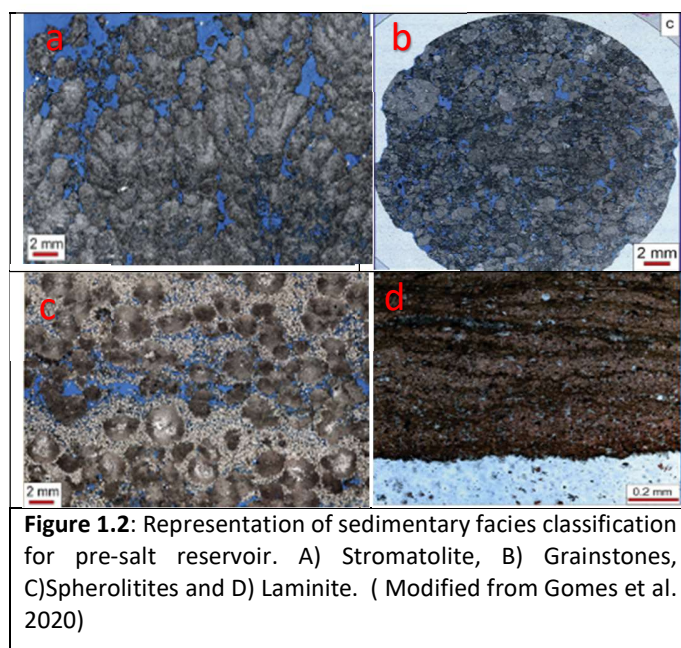 a
b
C
2 mm
2 mm
c
d
2 mm
0.2 mm
Figure 1.2: Representation of sedimentary facies classification
for pre-salt reservoir. A) Stromatolite, B) Grainstones,
C)Spherolitites and D) Laminite. ( Modified from Gomes et al.
2020)